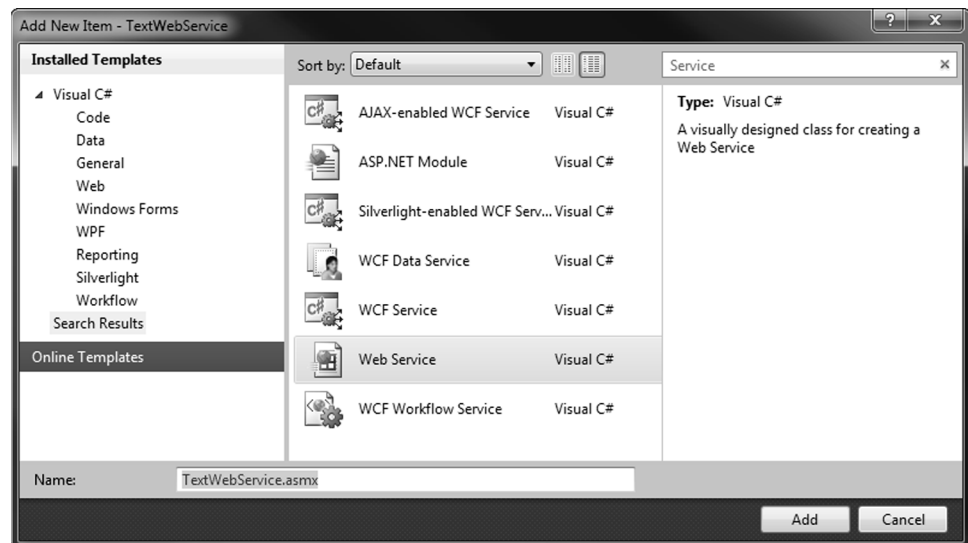 Add New Item - TextWebService
? X
Installed Templates
Visual C#
Code
Data
General
Web
Windows Forms
WPF
Reporting
Silverlight
Workflow
Search Results
Online Templates
Sort by: Default
AJAX-enabled WCF Service Visual C#
ASP.NET Module Visual C#
Silverlight-enabled WCF Serv... Visual C#
WCF Data Service Visual C#
WCF Service Visual C#
Web Service Visual C#
WCF Workflow Service Visual C#
Service
Type: Visual C#
A visually designed class for creating a
Web Service
Name: TextWebService.asmx
Add Cancel